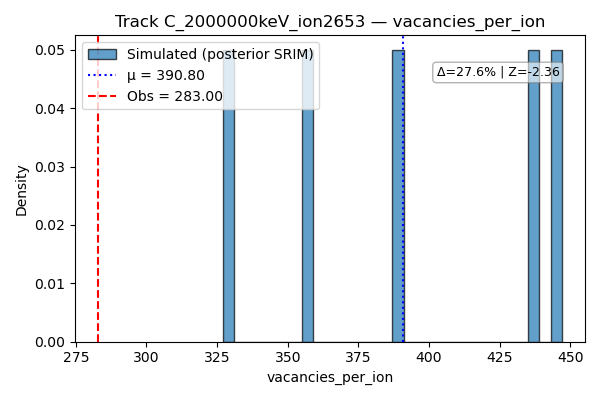 Track C_2000000keV_ion2653 — vacancies_per_ion
Simulated (posterior SRIM)
μ = 390.80
Obs = 283.00
Δ=27.6% | Z=-2.36
Density
0.05
0.04
0.03
0.02
0.01
0.00
275 300 325 350 375 400 425 450
vacancies_per_ion